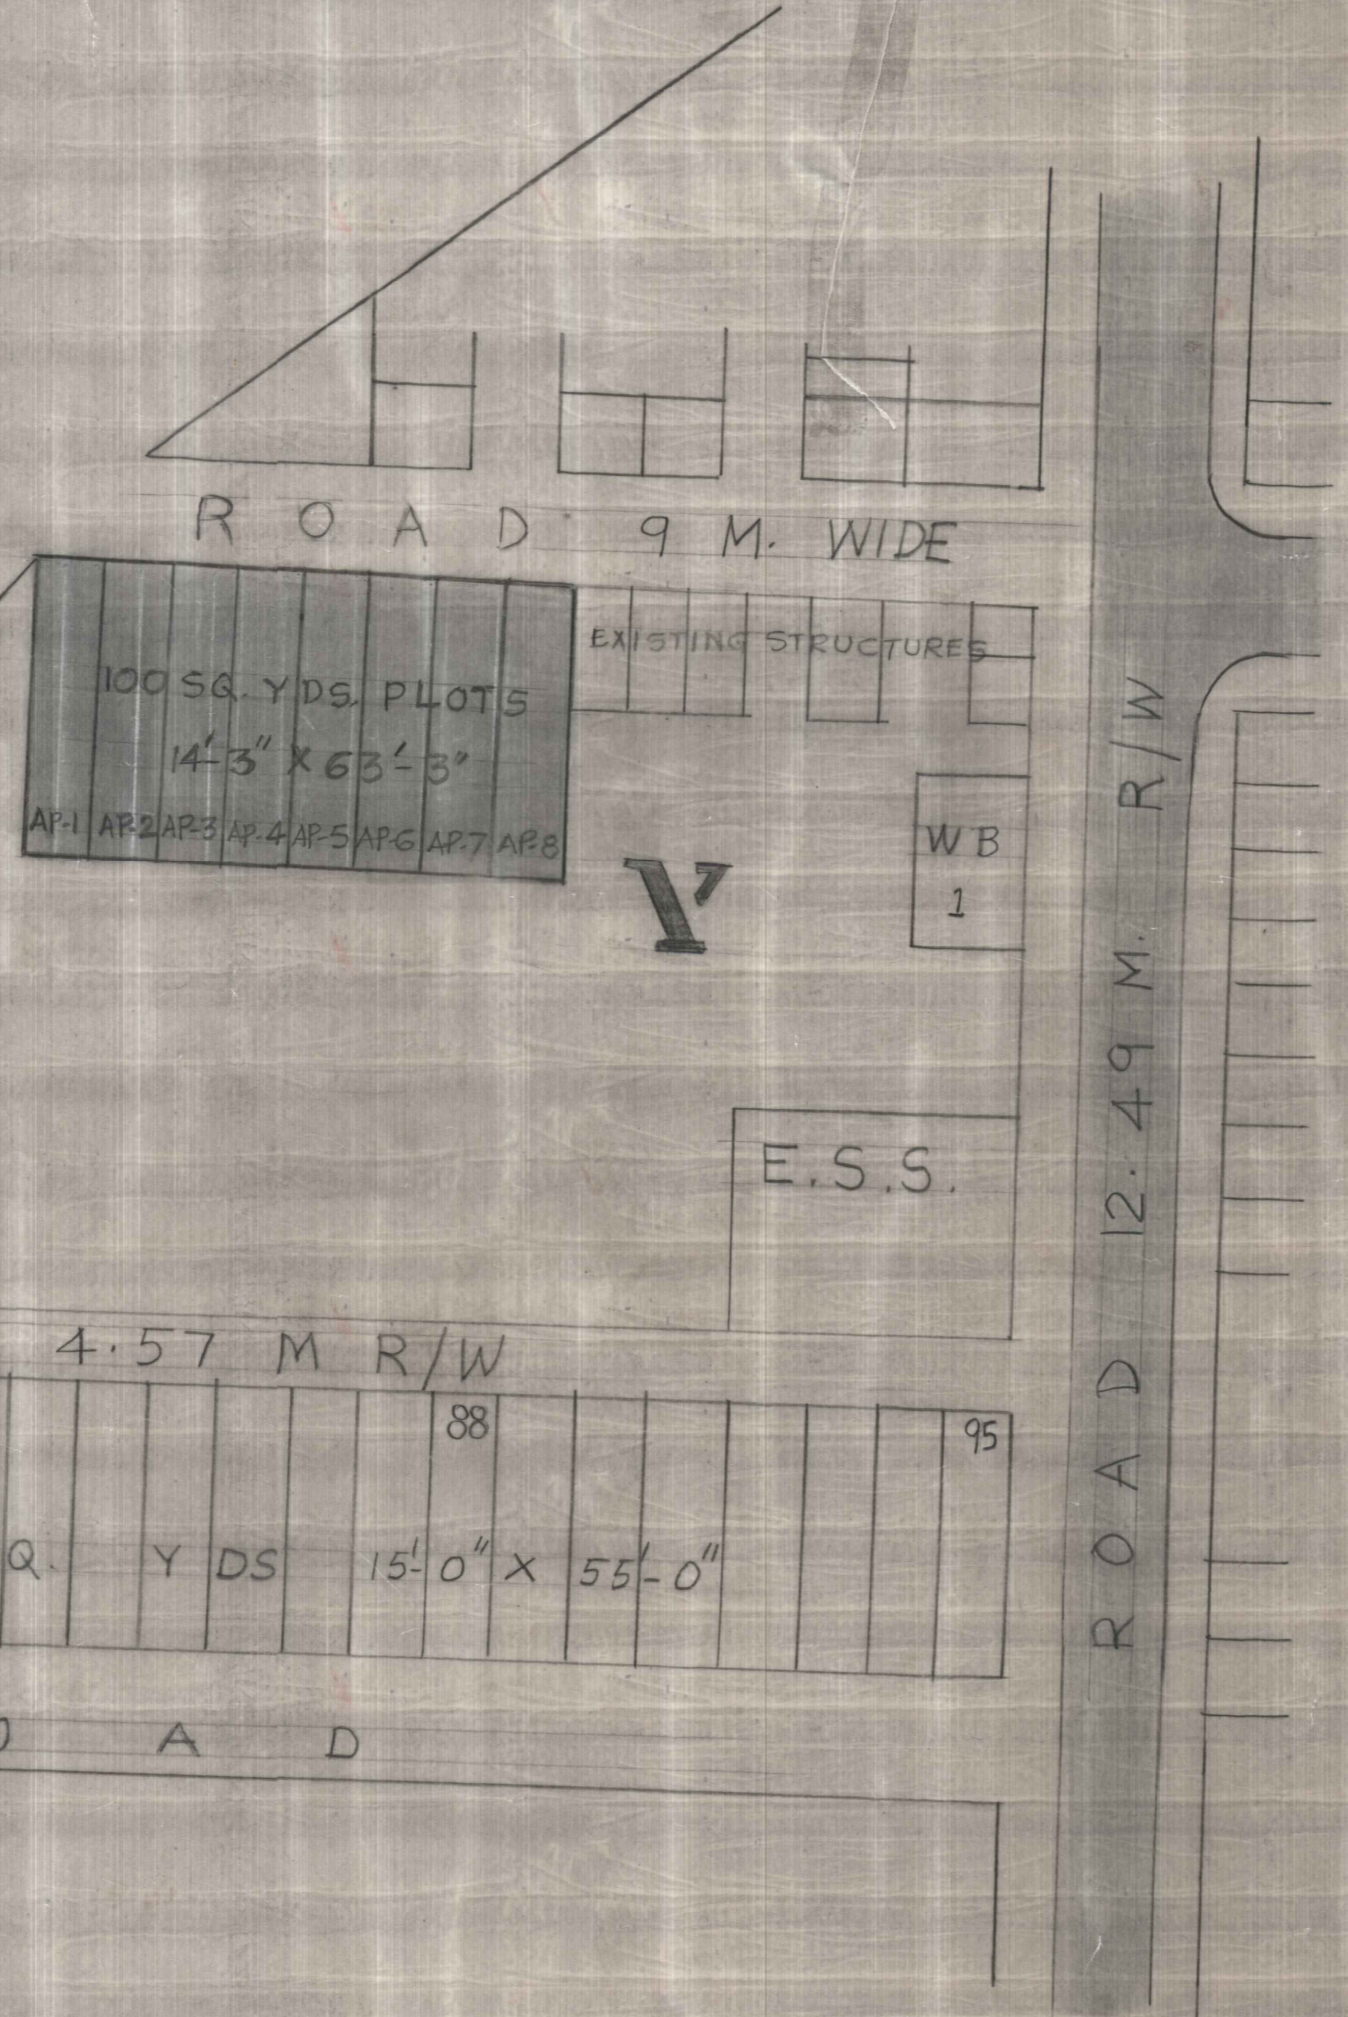 ROAD 9 M. WIDE
EXISTING STRUCTURES
100 SQ. YDS. PLOTS
14'-3" X 63'-3"
AP-1 AP-2 AP-3 AP-4 AP-5 AP-6 AP-7 AP-8
Y
WB
1
E.S.S.
ROAD 12.49 M. R/W
4.57 M R/W
88
95
Q. YDS 15'-0" X 55'-0"
OAD